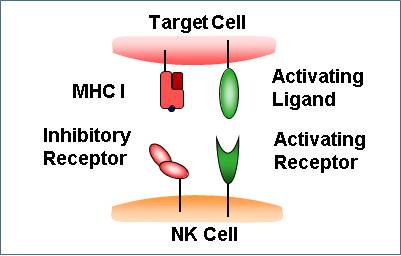 Target Cell
MHC I
Activating
Ligand
Inhibitory
Receptor
Activating
Receptor
NK Cell